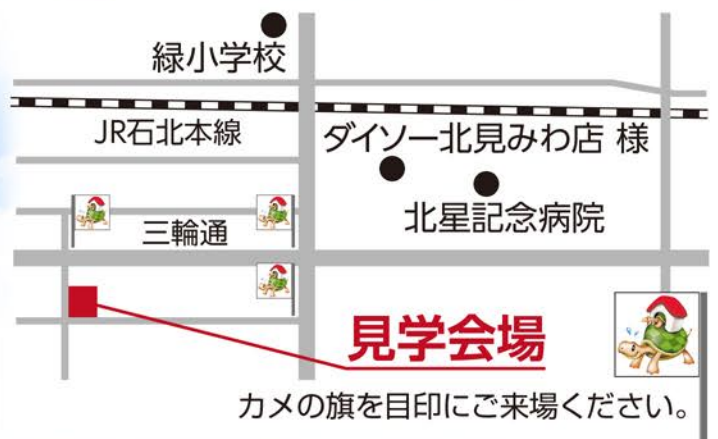 緑小学校
JR石北本線
ダイソー北見みわ店 様
北星記念病院
三輪通
見学会場
カメの旗を目印にご来場ください。